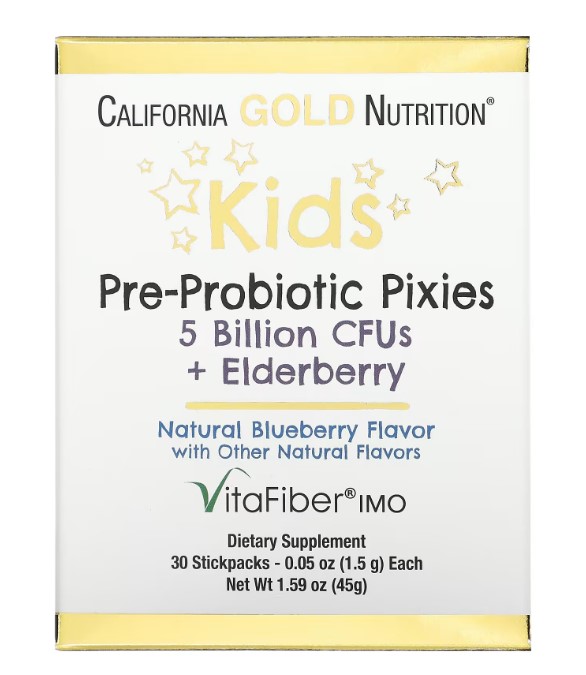 CALIFORNIA GOLD NUTRITION®
Kids
Pre-Probiotic Pixies
5 Billion CFUs
+ Elderberry
Natural Blueberry Flavor
with Other Natural Flavors
VitaFiber® IMO
Dietary Supplement
30 Stickpacks - 0.05 oz (1.5 g) Each
Net Wt 1.59 oz (45g)